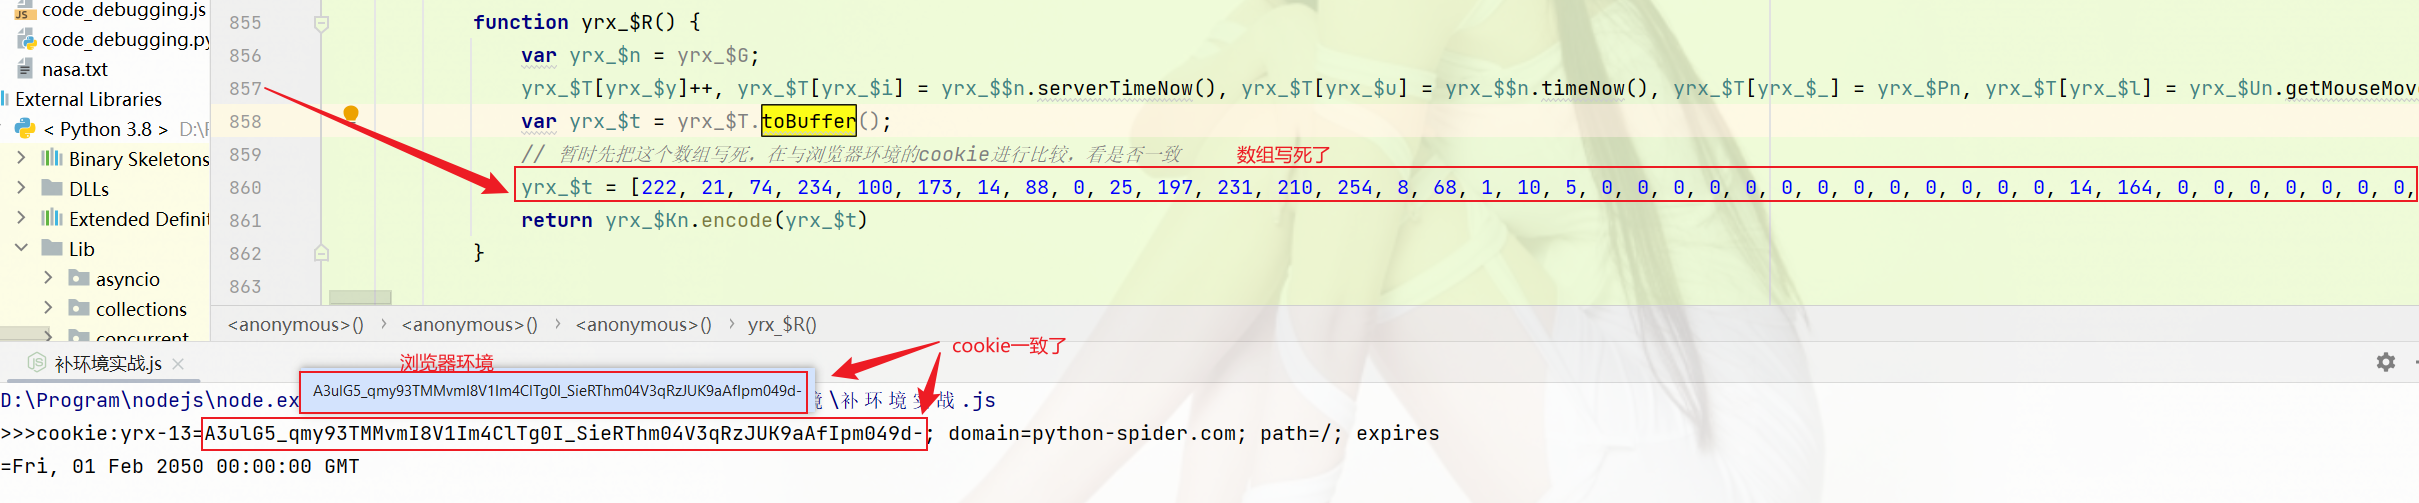 code_debugging.js
code_debugging.py
nasa.txt
External Libraries
< Python 3.8 > D:\
Binary Skeletons
DLLs
Extended Definit
Lib
asyncio
collections
concurrent
855 function yrx_$R() {
856 var yrx_$n = yrx_$G;
857 yrx_$T[yrx_$y]++, yrx_$T[yrx_$i] = yrx_$$n.serverTimeNow(), yrx_$T[yrx_$u] = yrx_$$n.timeNow(), yrx_$T[yrx_$_] = yrx_$Pn, yrx_$T[yrx_$l] = yrx_$Un.getMouseMov
858 var yrx_$t = yrx_$T.toBuffer();
859 // 暂时先把这个数组写死，在与浏览器环境的cookie进行比较，看是否一致 数组写死了
860 yrx_$t = [222, 21, 74, 234, 100, 173, 14, 88, 0, 25, 197, 231, 210, 254, 8, 68, 1, 10, 5, 0, 0, 0, 0, 0, 0, 0, 0, 0, 0, 0, 0, 0, 14, 164, 0, 0, 0, 0, 0, 0, 0,
861 return yrx_$Kn.encode(yrx_$t)
862 }
863
<anonymous>() › <anonymous>() › <anonymous>() › yrx_$R()
补环境实战.js
浏览器环境
cookie一致了
A3ulG5_qmy93TMMvmI8V1Im4ClTg0I_SieRThm04V3qRzJUK9aAfIpm049d-
D:\Program\nodejs\node.ex 境\补环境实战.js
>>>cookie:yrx-13=A3ulG5_qmy93TMMvmI8V1Im4ClTg0I_SieRThm04V3qRzJUK9aAfIpm049d-; domain=python-spider.com; path=/; expires
=Fri, 01 Feb 2050 00:00:00 GMT